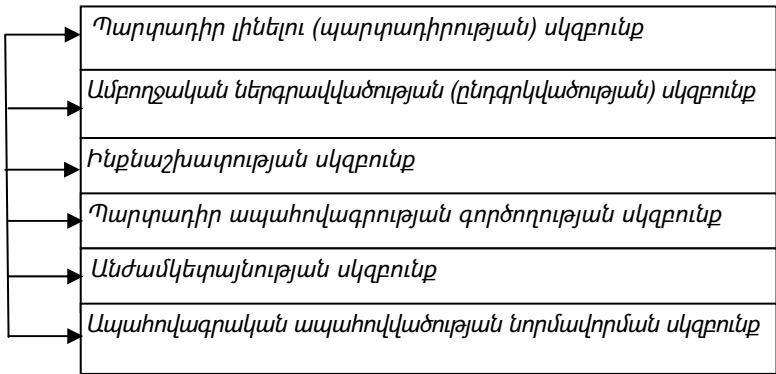 Պարտադիր լինելու (պարտադիրության) սկզբունք
Ամբողջական ներգրավվածության (ընդգրկվածության) սկզբունք
Ինքնաշխատության սկզբունք
Պարտադիր ապահովագրության գործողության սկզբունք
Անժամկետայնության սկզբունք
Ապահովագրական ապահովվածության նորմավորման սկզբունք